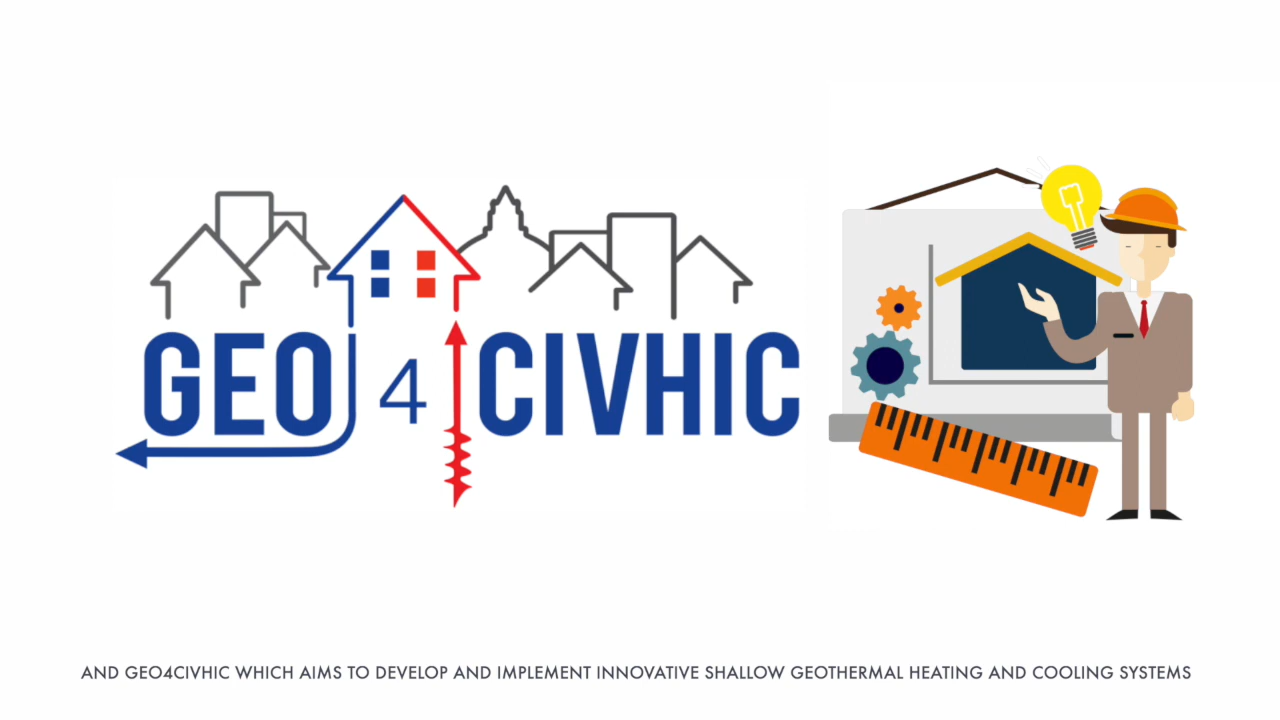 GEO 4 CIVHIC
AND GEO4CIVHIC WHICH AIMS TO DEVELOP AND IMPLEMENT INNOVATIVE SHALLOW GEOTHERMAL HEATING AND COOLING SYSTEMS